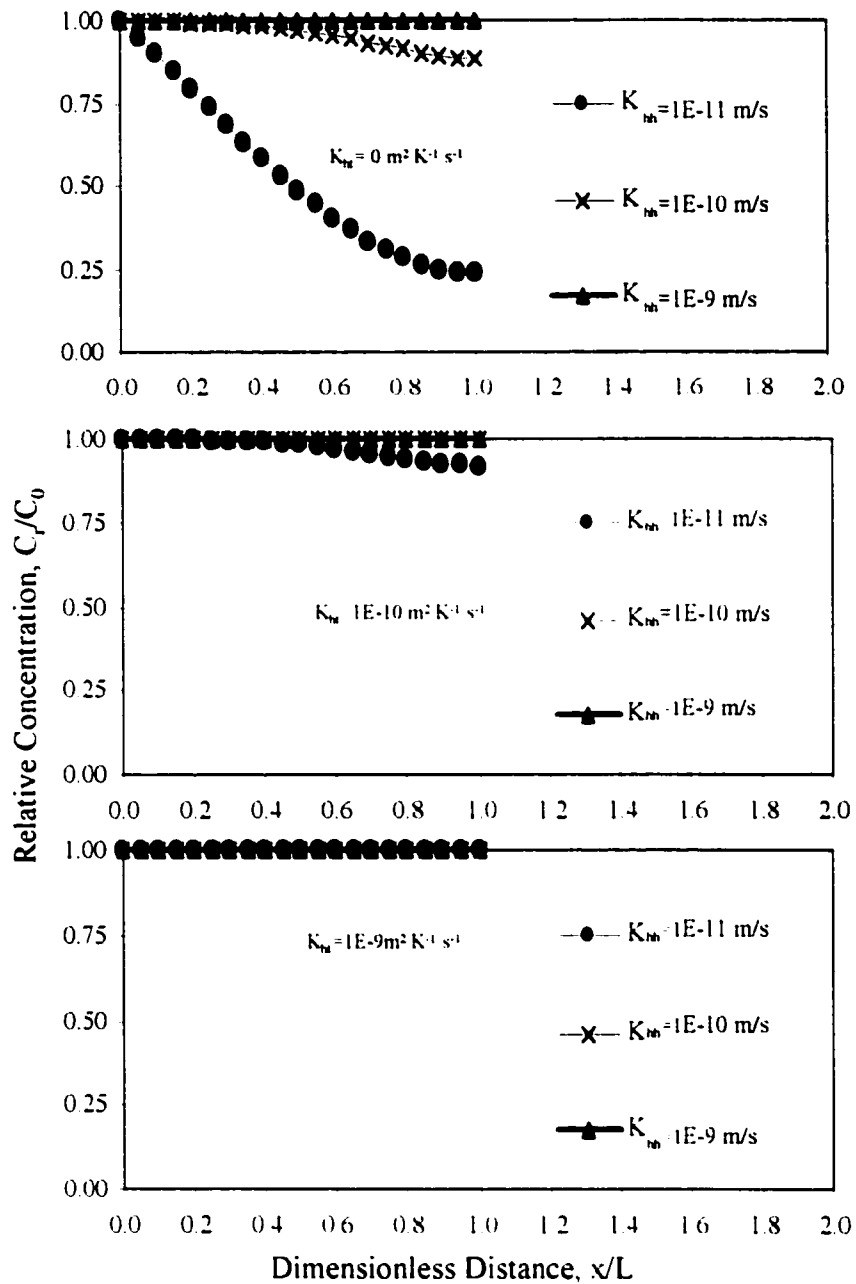 1.00
0.75
0.50
0.25
0.00
K_hh=1E-11 m/s
K_ht= 0 m² K⁻¹ s⁻¹
K_hh=1E-10 m/s
K_hh=1E-9 m/s
0.0 0.2 0.4 0.6 0.8 1.0 1.2 1.4 1.6 1.8 2.0
Relative Concentration, C_r/C_0
1.00
0.75
0.50
0.25
0.00
K_hh 1E-11 m/s
K_ht 1E-10 m² K⁻¹ s⁻¹
K_hh=1E-10 m/s
K_hh 1E-9 m/s
0.0 0.2 0.4 0.6 0.8 1.0 1.2 1.4 1.6 1.8 2.0
1.00
0.75
0.50
0.25
0.00
K_hh=1E-11 m/s
K_ht=1E-9m² K⁻¹ s⁻¹
K_hh=1E-10 m/s
K_hh 1E-9 m/s
0.0 0.2 0.4 0.6 0.8 1.0 1.2 1.4 1.6 1.8 2.0
Dimensionless Distance, x/L